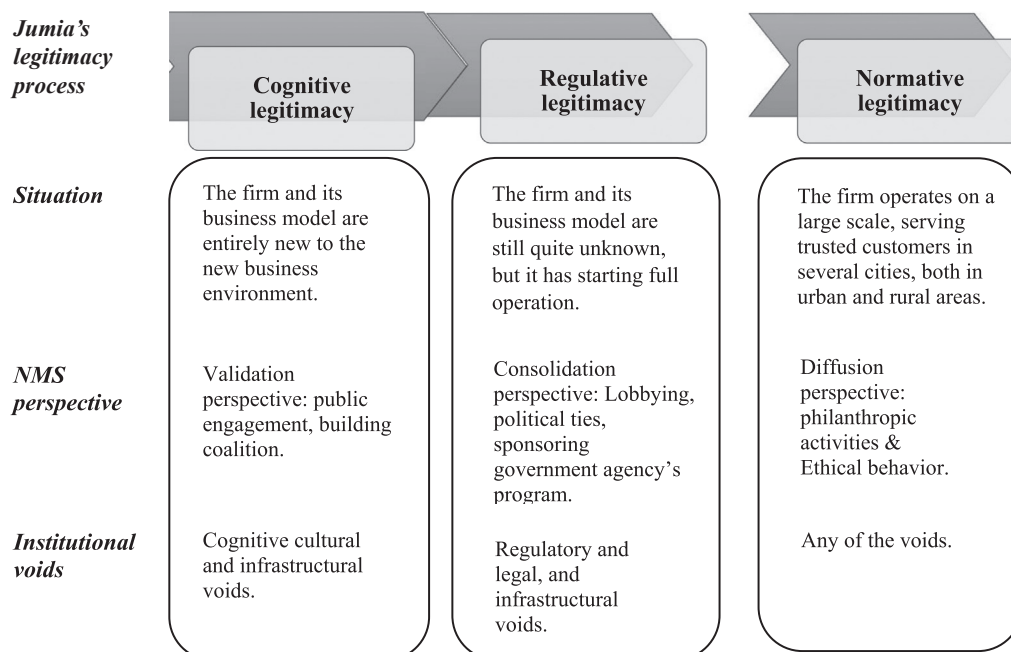 Jumia's
legitimacy
process
Cognitive
legitimacy
Regulative
legitimacy
Normative
legitimacy
Situation
The firm and its
business model are
entirely new to the
new business
environment.
The firm and its
business model are
still quite unknown,
but it has starting full
operation.
The firm operates on a
large scale, serving
trusted customers in
several cities, both in
urban and rural areas.
NMS
perspective
Validation
perspective: public
engagement, building
coalition.
Consolidation
perspective: Lobbying,
political ties,
sponsoring
government agency's
program.
Diffusion
perspective:
philanthropic
activities &
Ethical behavior.
Institutional
voids
Cognitive cultural
and infrastructural
voids.
Regulatory and
legal, and
infrastructural
voids.
Any of the voids.